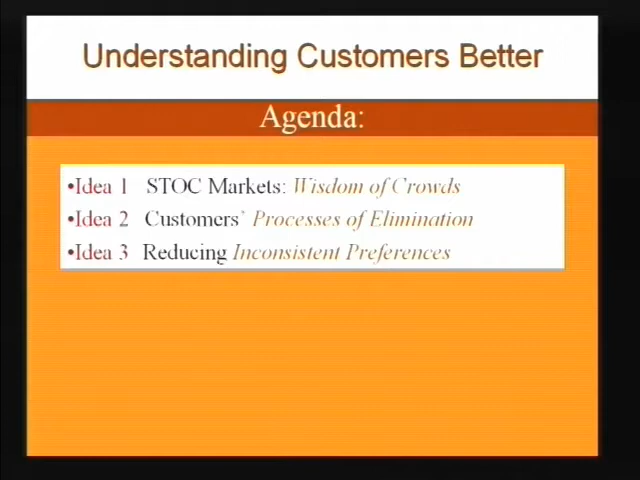 Understanding Customers Better
Agenda:
•Idea 1 STOC Markets: Wisdom of Crowds
•Idea 2 Customers' Processes of Elimination
•Idea 3 Reducing Inconsistent Preferences